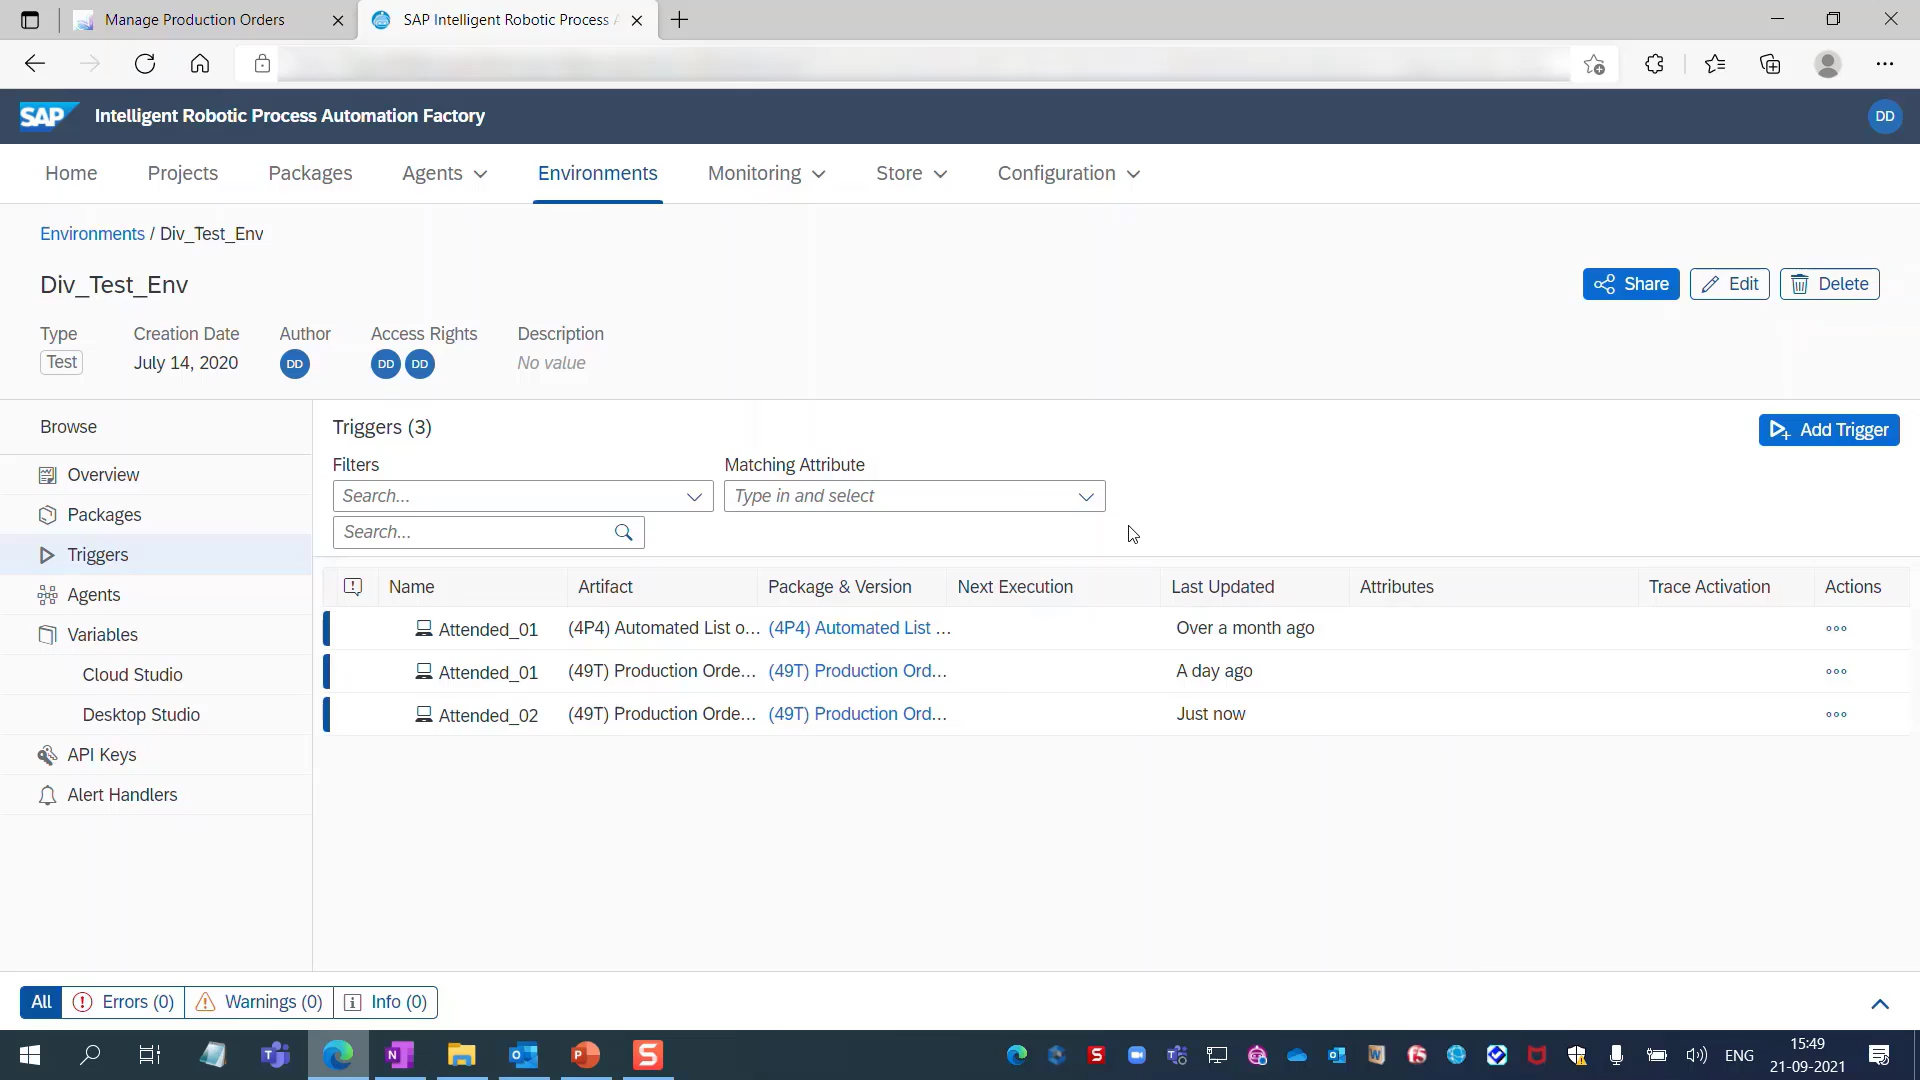 Manage Production Orders
SAP Intelligent Robotic Process A
SAP Intelligent Robotic Process Automation Factory
DD
Home Projects Packages Agents Environments Monitoring Store Configuration
Environments / Div_Test_Env
Div_Test_Env
Share Edit Delete
Type Creation Date Author Access Rights Description
Test July 14, 2020 DD DD DD No value
Browse
Overview
Packages
Triggers
Agents
Variables
Cloud Studio
Desktop Studio
API Keys
Alert Handlers
Triggers (3)
Add Trigger
Filters Matching Attribute
Search... Type in and select
Search...
Name Artifact Package & Version Next Execution Last Updated Attributes Trace Activation Actions
Attended_01 (4P4) Automated List o... (4P4) Automated List ... Over a month ago
Attended_01 (49T) Production Orde... (49T) Production Ord... A day ago
Attended_02 (49T) Production Orde... (49T) Production Ord... Just now
All Errors (0) Warnings (0) Info (0)
ENG
15:49
21-09-2021